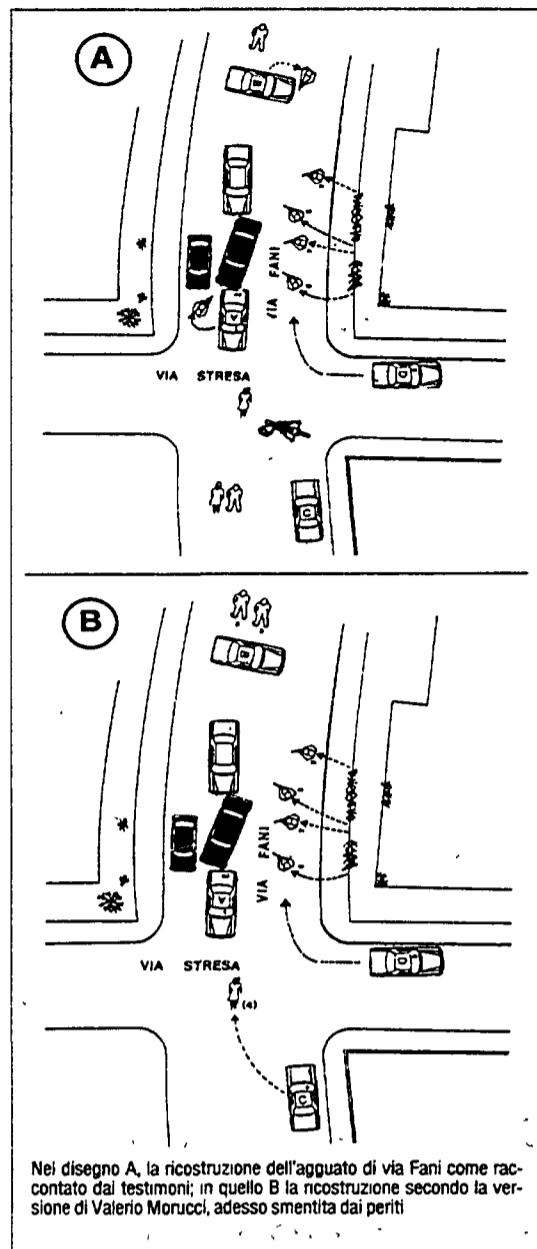 A
VIA FANI
VIA STRESA
D
C
B
VIA FANI
VIA STRESA
D
(4)
C
Nel disegno A, la ricostruzione dell'agguato di via Fani come rac-
contato dai testimoni; in quello B la ricostruzione secondo la ver-
sione di Valerio Morucci, adesso smentita dai periti